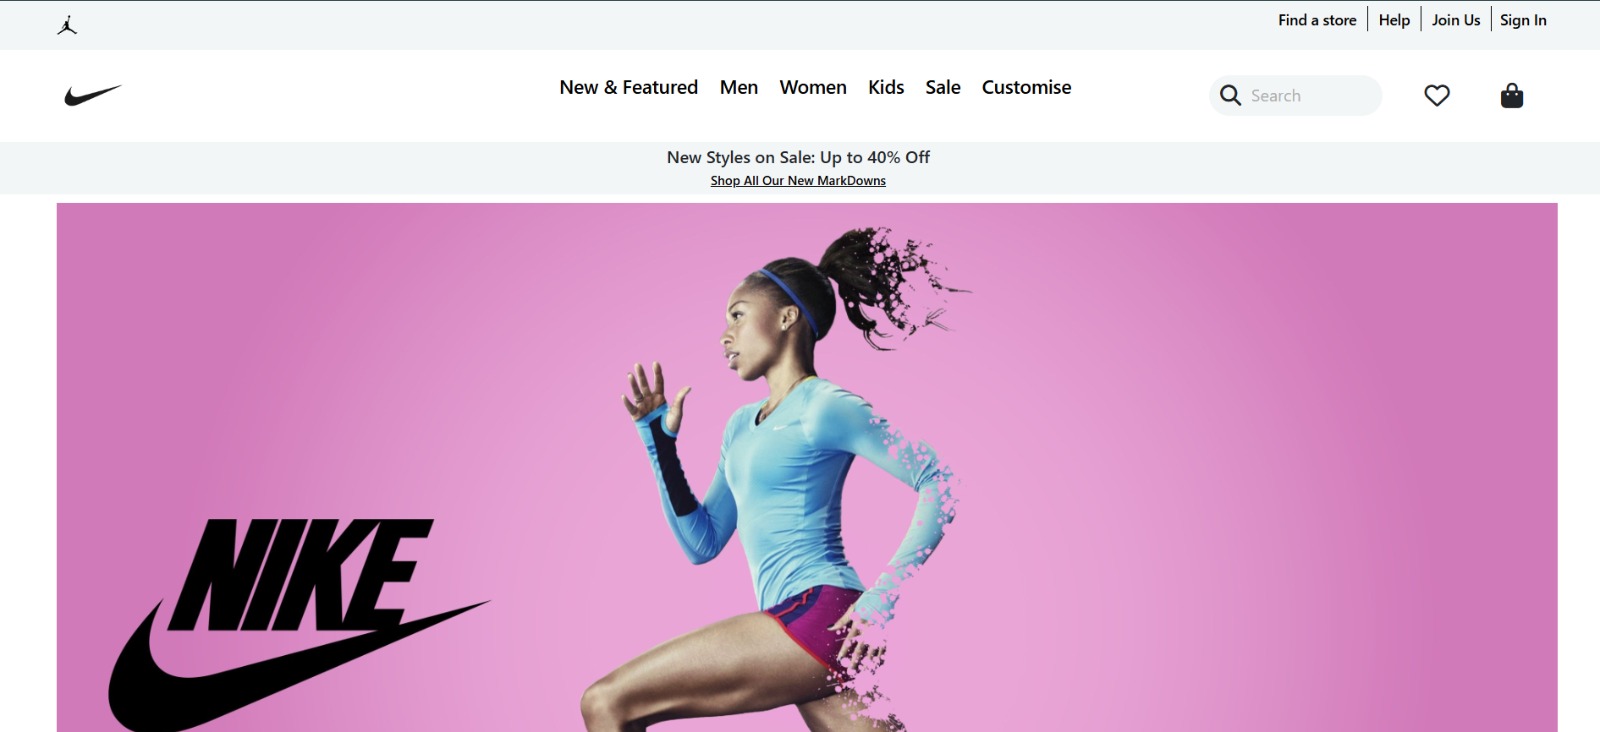 Find a store Help Join Us Sign In
New & Featured Men Women Kids Sale Customise Search
New Styles on Sale: Up to 40% Off
Shop All Our New MarkDowns
NIKE